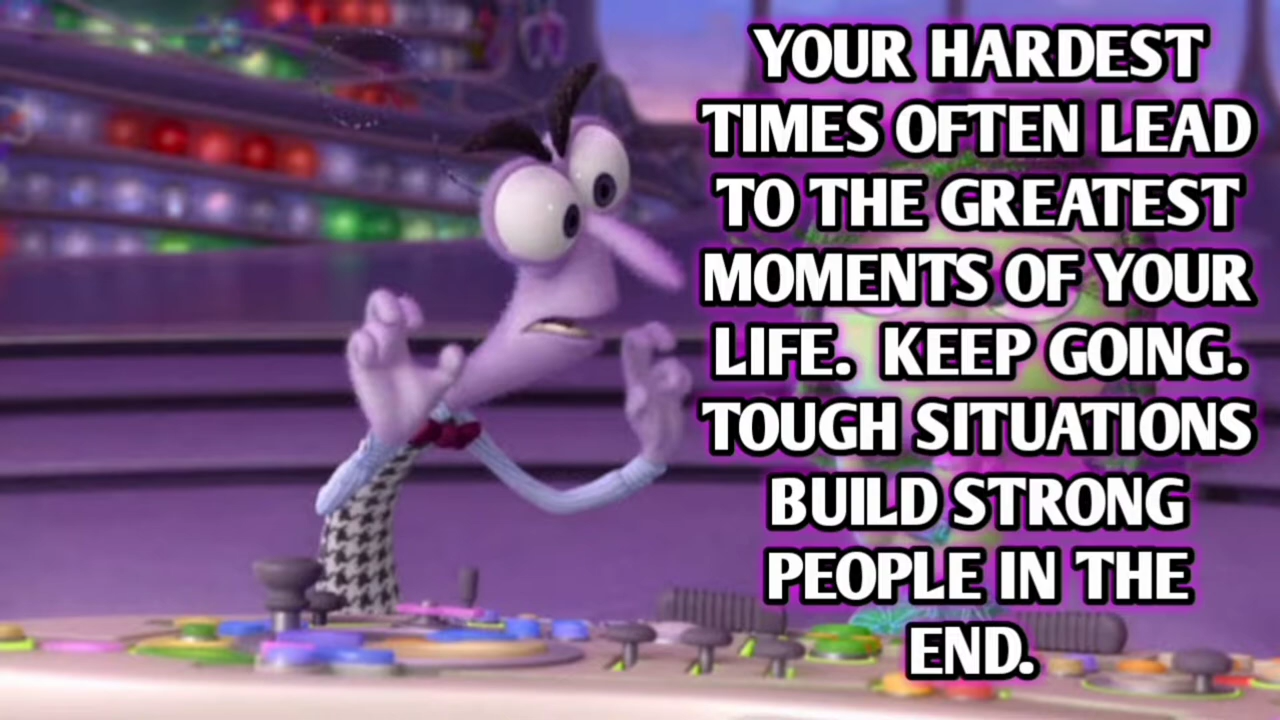 YOUR HARDEST
TIMES OFTEN LEAD
TO THE GREATEST
MOMENTS OF YOUR
LIFE. KEEP GOING.
TOUGH SITUATIONS
BUILD STRONG
PEOPLE IN THE
END.